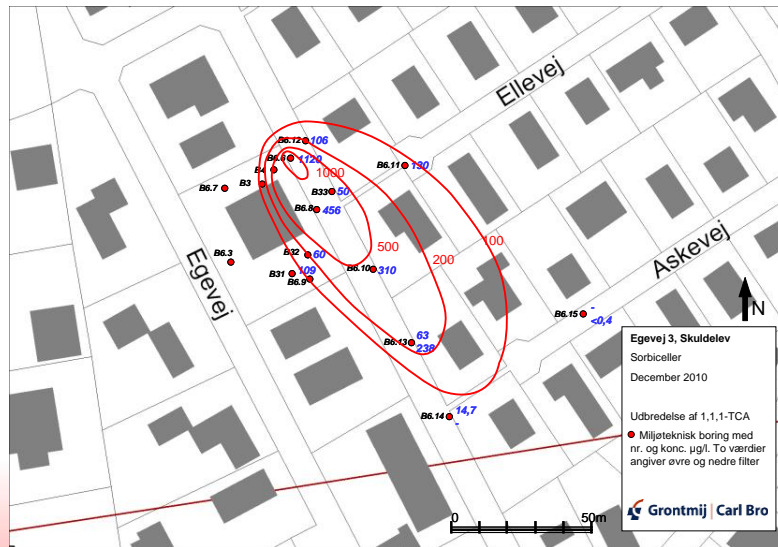 Ellevej
B6.12 106
B6.6 1120
B4
1000
B6.11 130
B3
B6.7
B33 50
B6.8 456
Egevej
Askevej
100
500
200
B6.3
B32 60
B31 109
B6.9
B6.10 310
N
-
B6.15 <0,4
63
B6.13 238
14,7
B6.14
-
Egevej 3, Skuldelev
Sorbiceller
December 2010
Udbredelse af 1,1,1-TCA
Miljøteknisk boring med
nr. og konc. µg/l. To værdier
angiver øvre og nedre filter
Grontmij | Carl Bro
0 50m